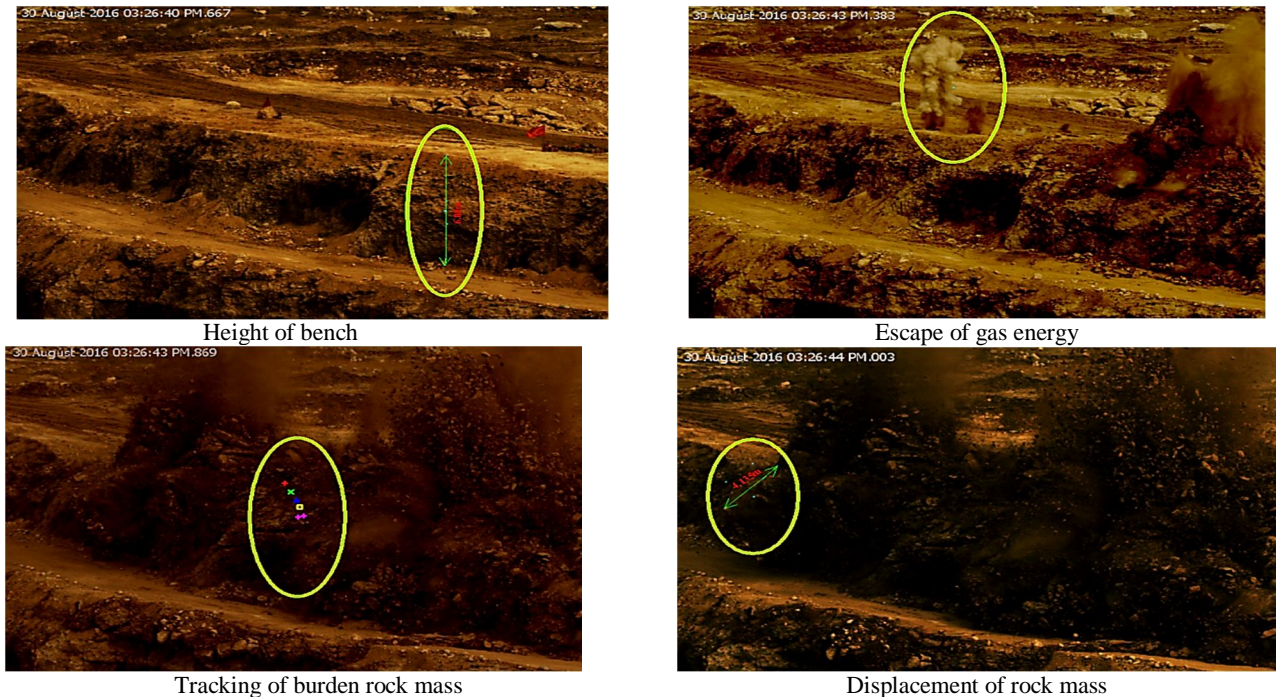 30 August 2016 03:26:40 PM.667
30 August 2016 03:26:43 PM.383
Height of bench
Escape of gas energy
30 August 2016 03:26:43 PM.869
30 August 2016 03:26:44 PM.003
Tracking of burden rock mass
Displacement of rock mass